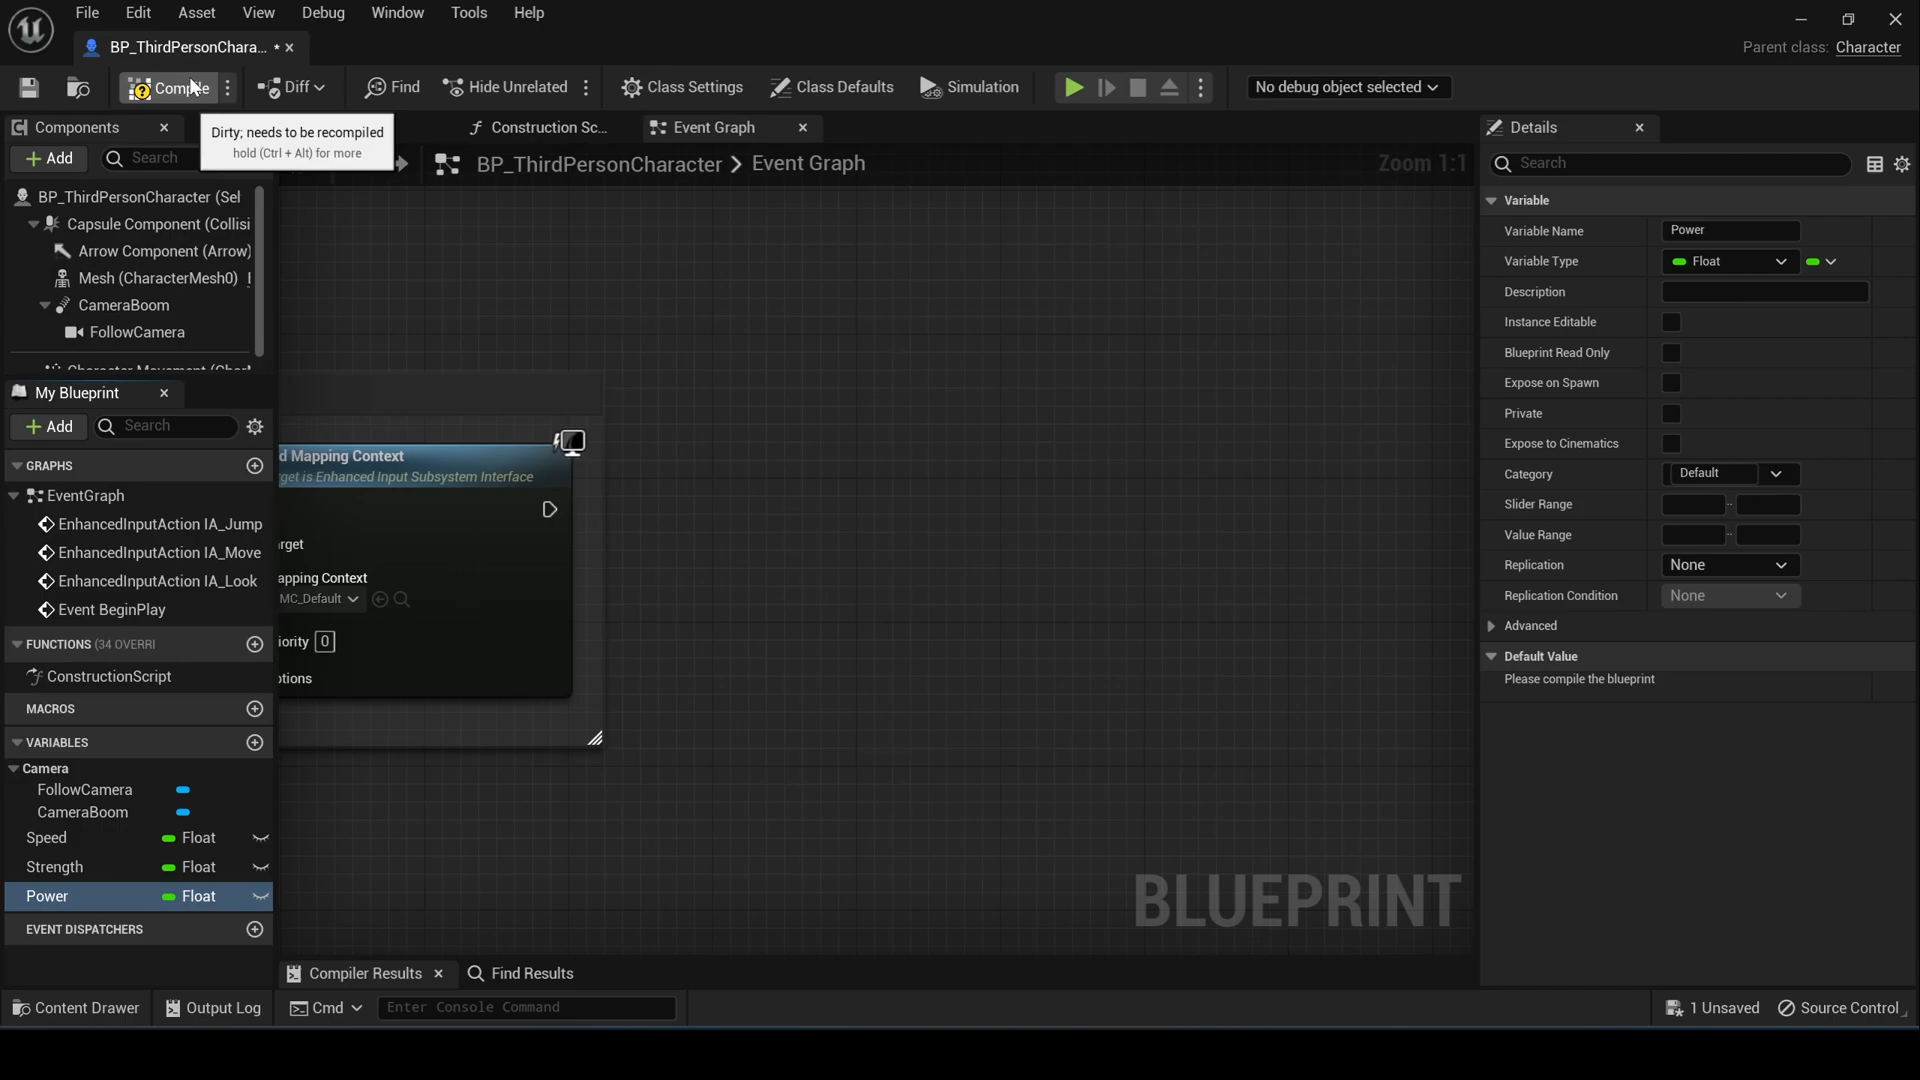 File Edit Asset View Debug Window Tools Help
BP_ThirdPersonChara... *
Parent class: Character
Compile Diff Find Hide Unrelated Class Settings Class Defaults Simulation No debug object selected
Components Construction Sc... Event Graph Details
Dirty; needs to be recompiled
hold (Ctrl + Alt) for more
Add Search
BP_ThirdPersonCharacter > Event Graph Zoom 1:1
Search
BP_ThirdPersonCharacter (Sel
Capsule Component (Collisi
Arrow Component (Arrow)
Mesh (CharacterMesh0)
CameraBoom
FollowCamera
Character Movement (Char
My Blueprint
Add Search
GRAPHS
EventGraph
EnhancedInputAction IA_Jump
EnhancedInputAction IA_Move
EnhancedInputAction IA_Look
Event BeginPlay
FUNCTIONS (34 OVERRI
ConstructionScript
MACROS
VARIABLES
Camera
FollowCamera
CameraBoom
Speed Float
Strength Float
Power Float
EVENT DISPATCHERS
d Mapping Context
rget is Enhanced Input Subsystem Interface
arget
apping Context
MC_Default
iority 0
ptions
BLUEPRINT
Variable
Variable Name Power
Variable Type Float
Description
Instance Editable
Blueprint Read Only
Expose on Spawn
Private
Expose to Cinematics
Category Default
Slider Range
Value Range
Replication None
Replication Condition None
Advanced
Default Value
Please compile the blueprint
Compiler Results Find Results
Content Drawer Output Log Cmd Enter Console Command 1 Unsaved Source Control